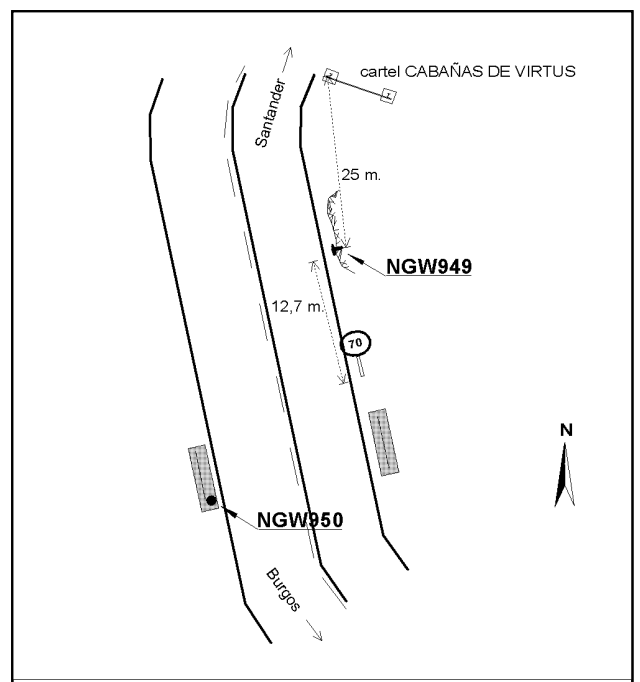 cartel CABAÑAS DE VIRTUS
Santander
25 m.
NGW949
12,7 m.
70
N
NGW950
Burgos